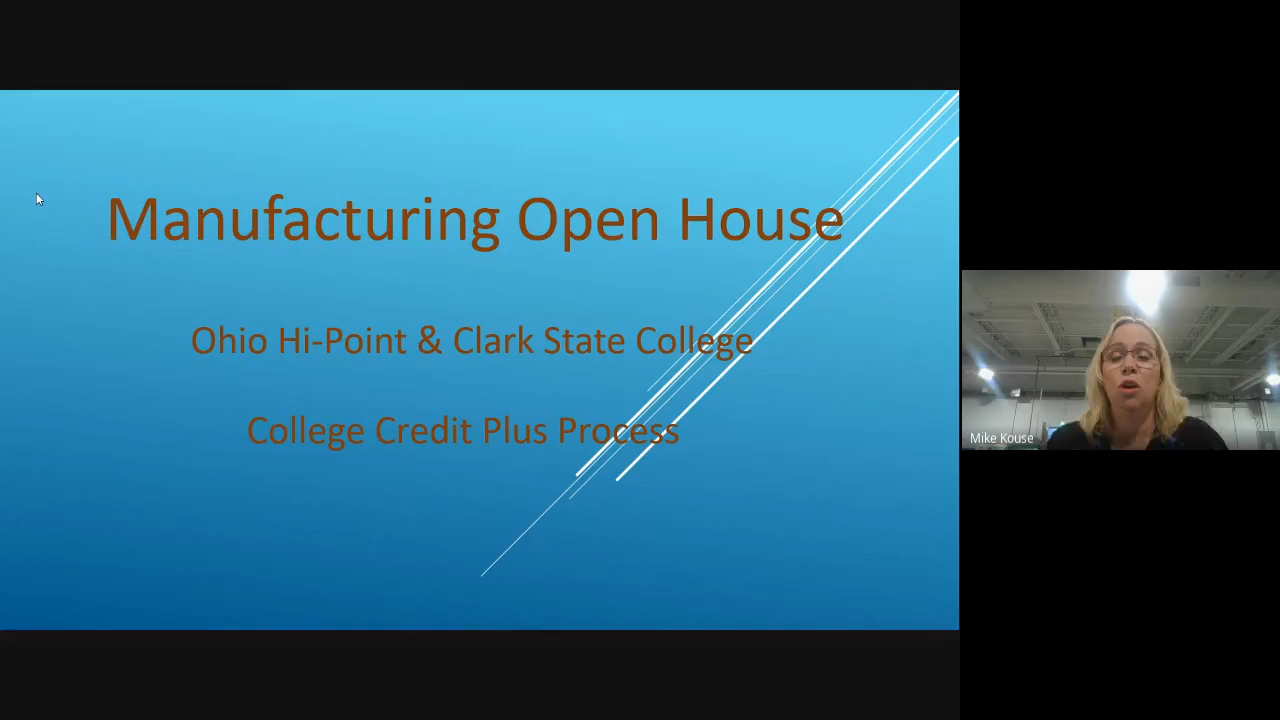 Manufacturing Open House
Ohio Hi-Point & Clark State College
College Credit Plus Process
Mike Kouse